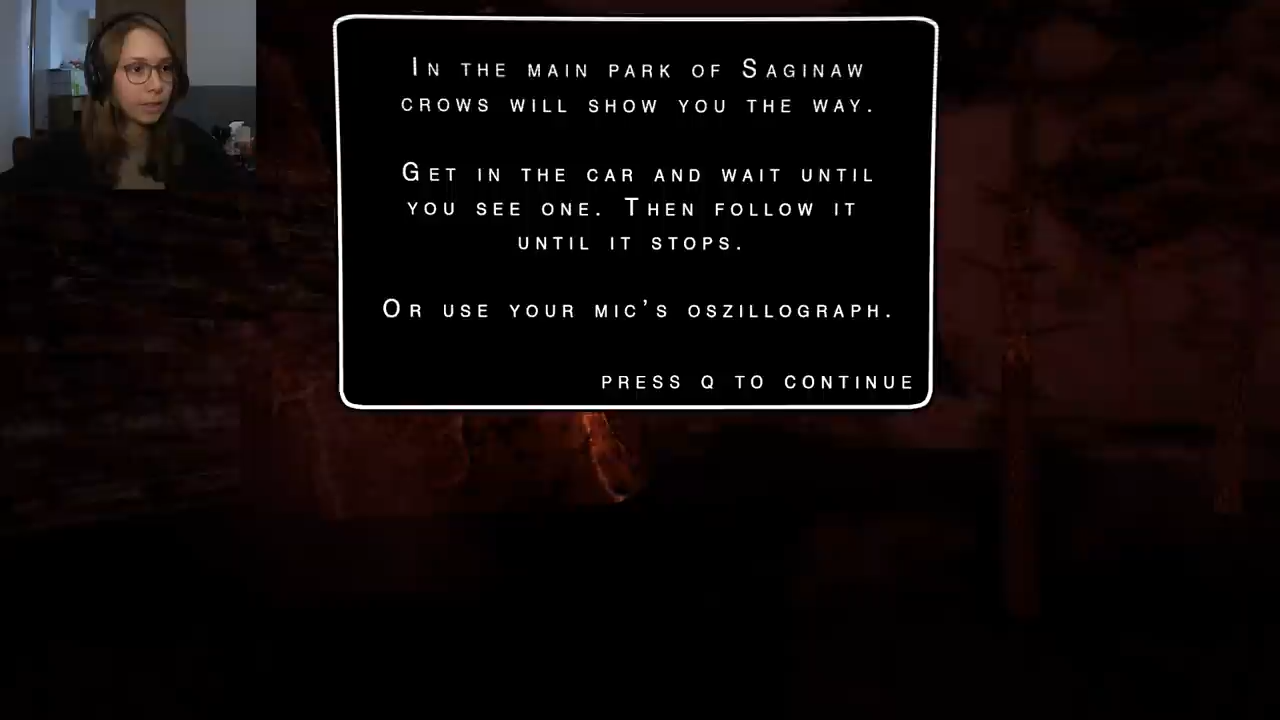 In the main park of Saginaw
crows will show you the way.
Get in the car and wait until
you see one. Then follow it
until it stops.
Or use your mic's oszillograph.
press Q to continue